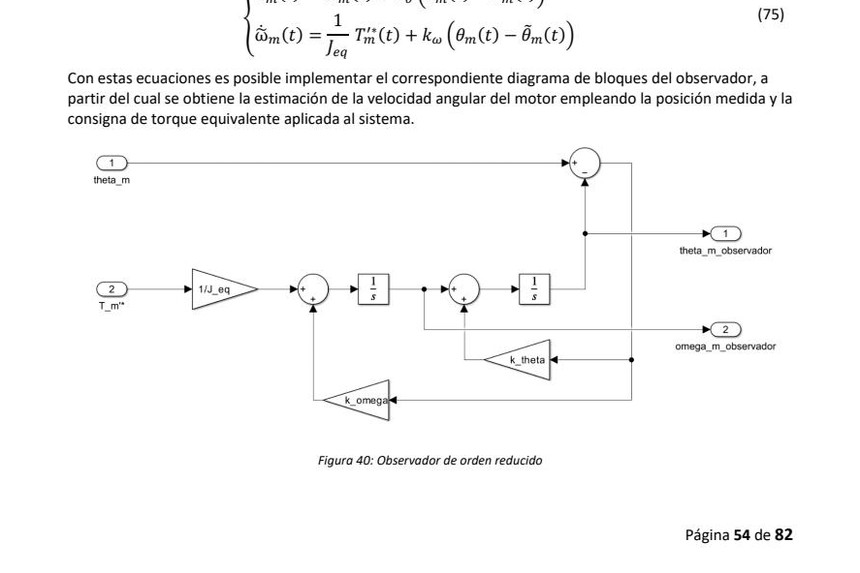 ω̃̇m(t) = 1/Jeq Tm'*(t) + kω (θm(t) − θ̃m(t))
(75)
Con estas ecuaciones es posible implementar el correspondiente diagrama de bloques del observador, a
partir del cual se obtiene la estimación de la velocidad angular del motor empleando la posición medida y la
consigna de torque equivalente aplicada al sistema.
1
theta_m
1
theta_m_observador
2
T_m'*
1/J_eq
1/s
1/s
2
omega_m_observador
k_theta
k_omega
Figura 40: Observador de orden reducido
Página 54 de 82